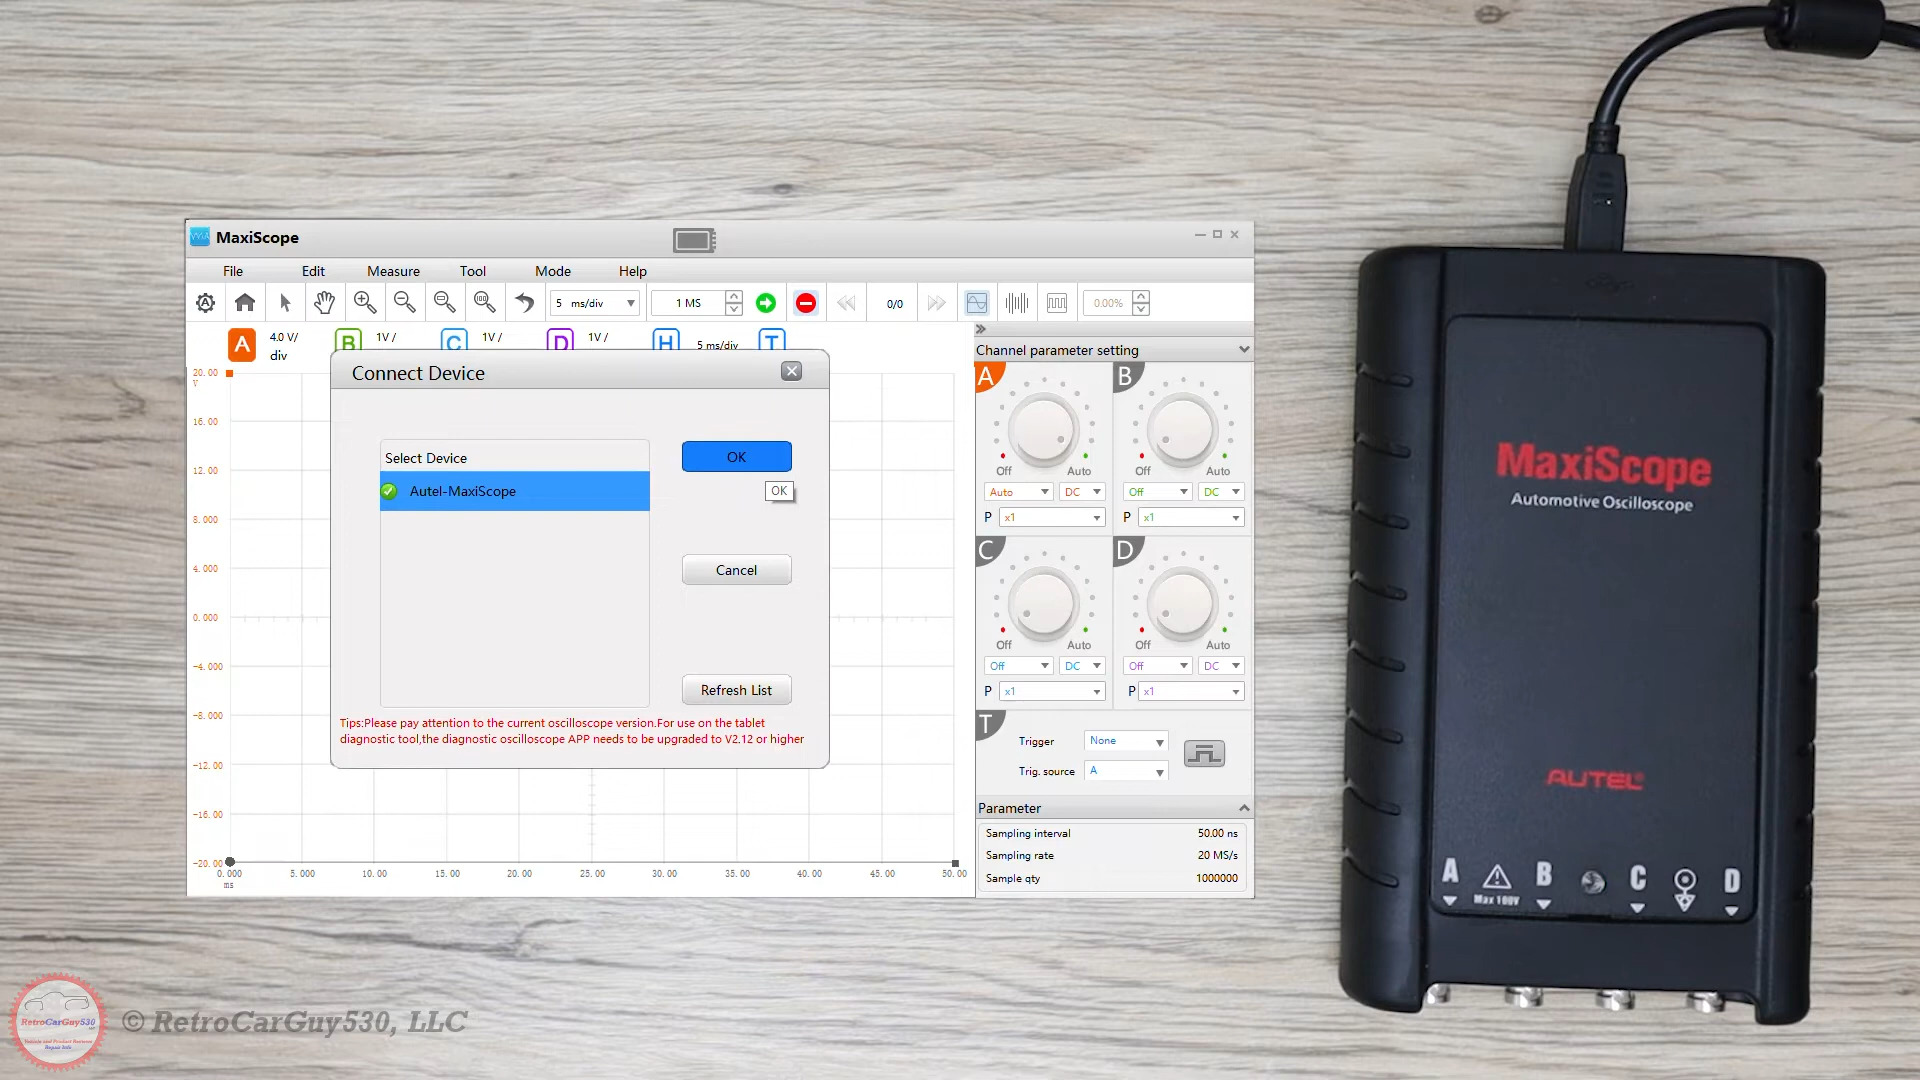 MaxiScope
File Edit Measure Tool Mode Help
5 ms/div 1 MS 0/0 0.00%
A 4.0 V/ div B 1V / C 1V / D 1V / H 5 ms/div T
Channel parameter setting
Connect Device
Select Device
Autel-MaxiScope
OK
OK
Cancel
Refresh List
Tips:Please pay attention to the current oscilloscope version.For use on the tablet
diagnostic tool,the diagnostic oscilloscope APP needs to be upgraded to V2.12 or higher
20.00
V
16.00
12.00
8.000
4.000
0.000
-4.000
-8.000
-12.00
-16.00
-20.00
0.000 5.000 10.00 15.00 20.00 25.00 30.00 35.00 40.00 45.00 50.00
ms
A B
Off Auto Off Auto
Auto DC Off DC
P x1 P x1
C D
Off Auto Off Auto
Off DC Off DC
P x1 P x1
T
Trigger None
Trig. source A
Parameter
Sampling interval 50.00 ns
Sampling rate 20 MS/s
Sample qty 1000000
MaxiScope
Automotive Oscilloscope
AUTEL®
A B C D
Max 100V
RetroCarGuy530
© RetroCarGuy530, LLC